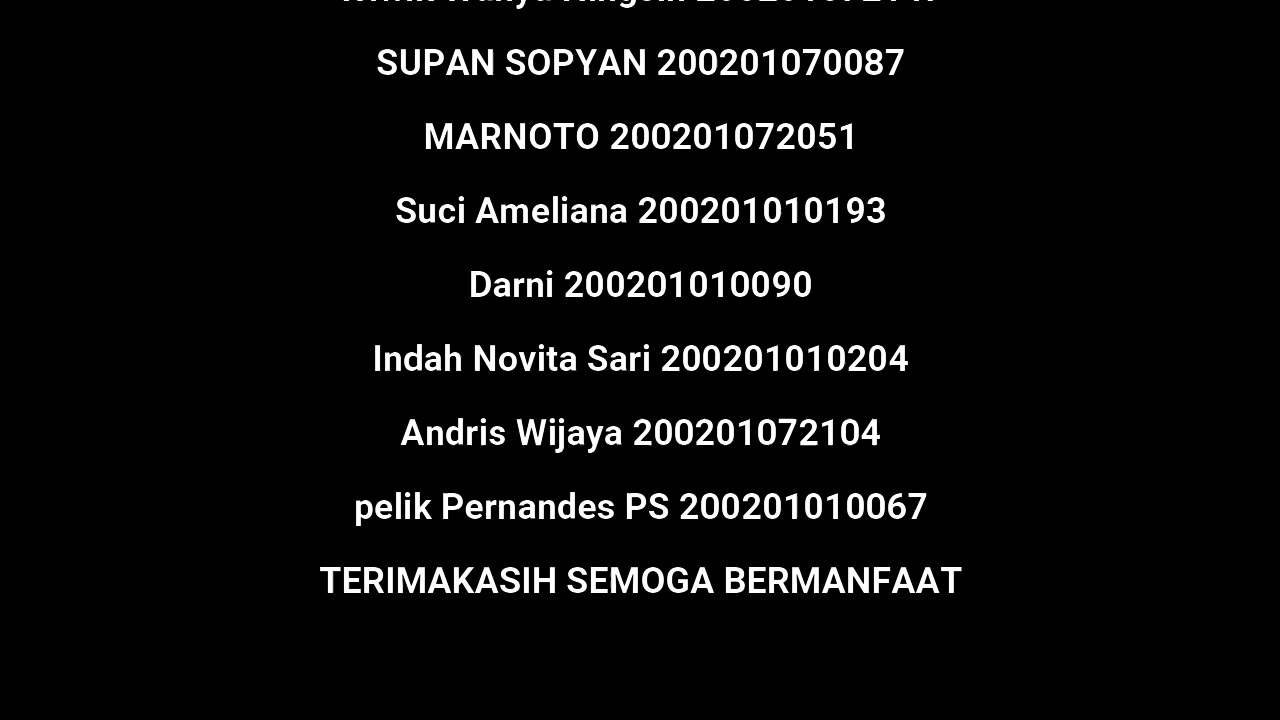 SUPAN SOPYAN 200201070087
MARNOTO 200201072051
Suci Ameliana 200201010193
Darni 200201010090
Indah Novita Sari 200201010204
Andris Wijaya 200201072104
pelik Pernandes PS 200201010067
TERIMAKASIH SEMOGA BERMANFAAT